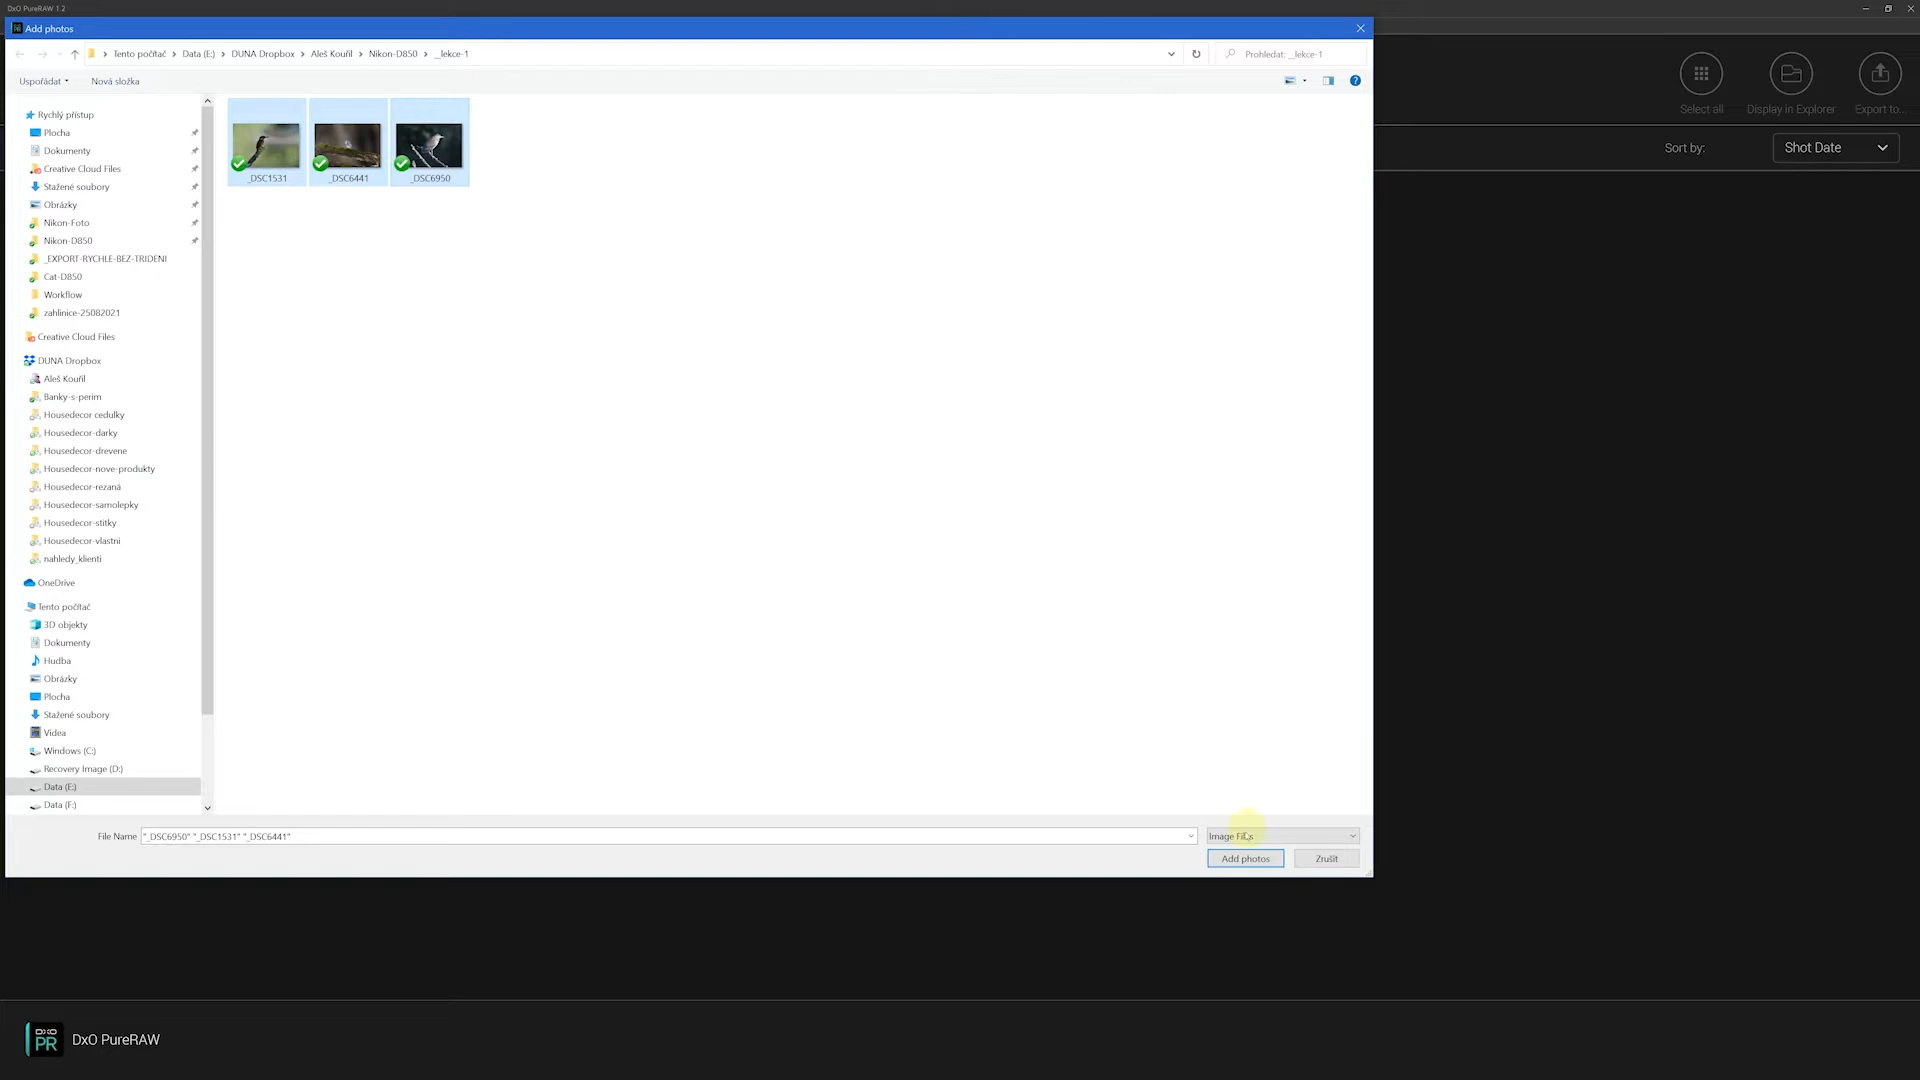 DxO PureRAW 1.2
Add photos
Tento počítač
Data (E:)
DUNA Dropbox
Aleš Kouřil
Nikon-D850
__lekce-1
Prohledat: __lekce-1
Uspořádat
Nová složka
Select all
Display in Explorer
Export to...
Sort by:
Shot Date
Rychlý přístup
Plocha
Dokumenty
Creative Cloud Files
Stažené soubory
Obrázky
Nikon-Foto
Nikon-D850
_EXPORT-RYCHLE-BEZ-TRIDENI
Cat-D850
Workflow
zahlinice-25082021
Creative Cloud Files
DUNA Dropbox
Aleš Kouřil
Banky-s-perim
Housedecor cedulky
Housedecor-darky
Housedecor-drevene
Housedecor-nove-produkty
Housedecor-rezaná
Housedecor-samolepky
Housedecor-stitky
Housedecor-vlastni
nahledy_klienti
OneDrive
Tento počítač
3D objekty
Dokumenty
Hudba
Obrázky
Plocha
Stažené soubory
Videa
Windows (C:)
Recovery Image (D:)
Data (E:)
Data (F:)
_DSC1531
_DSC6441
_DSC6950
File Name
"_DSC6950" "_DSC1531" "_DSC6441"
Image Files
Add photos
Zrušit
DXO
PR
DxO PureRAW